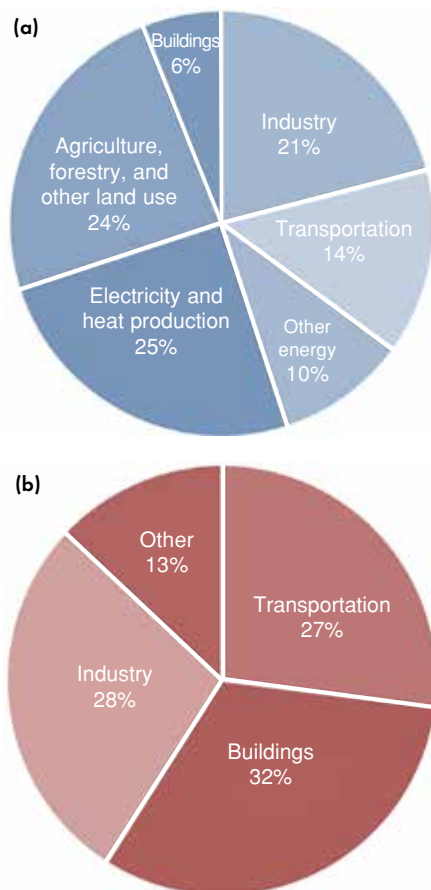 (a)
Buildings
6%
Industry
21%
Agriculture,
forestry, and
other land use
24%
Transportation
14%
Electricity and
heat production
25%
Other
energy
10%
(b)
Other
13%
Transportation
27%
Industry
28%
Buildings
32%